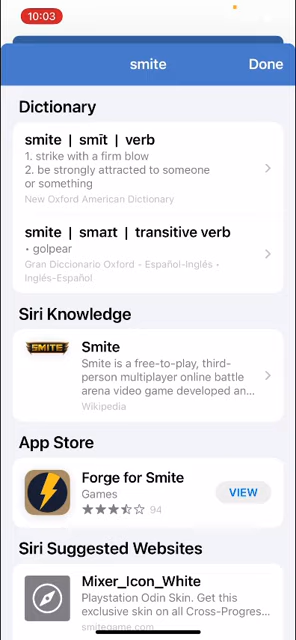 10:03
smite
Done
Dictionary
smite | smīt | verb
1. strike with a firm blow
2. be strongly attracted to someone
or something
New Oxford American Dictionary
smite | smaɪt | transitive verb
• golpear
Gran Diccionario Oxford • Español-Inglés •
Inglés-Español
Siri Knowledge
SMITE
Smite
Smite is a free-to-play, third-
person multiplayer online battle
arena video game developed an...
Wikipedia
App Store
Forge for Smite
Games
94
VIEW
Siri Suggested Websites
Mixer_Icon_White
Playstation Odin Skin. Get this
exclusive skin on all Cross-Progres...
smitegame.com